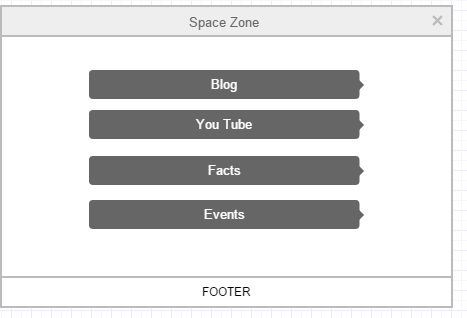 Space Zone
Blog
You Tube
Facts
Events
FOOTER